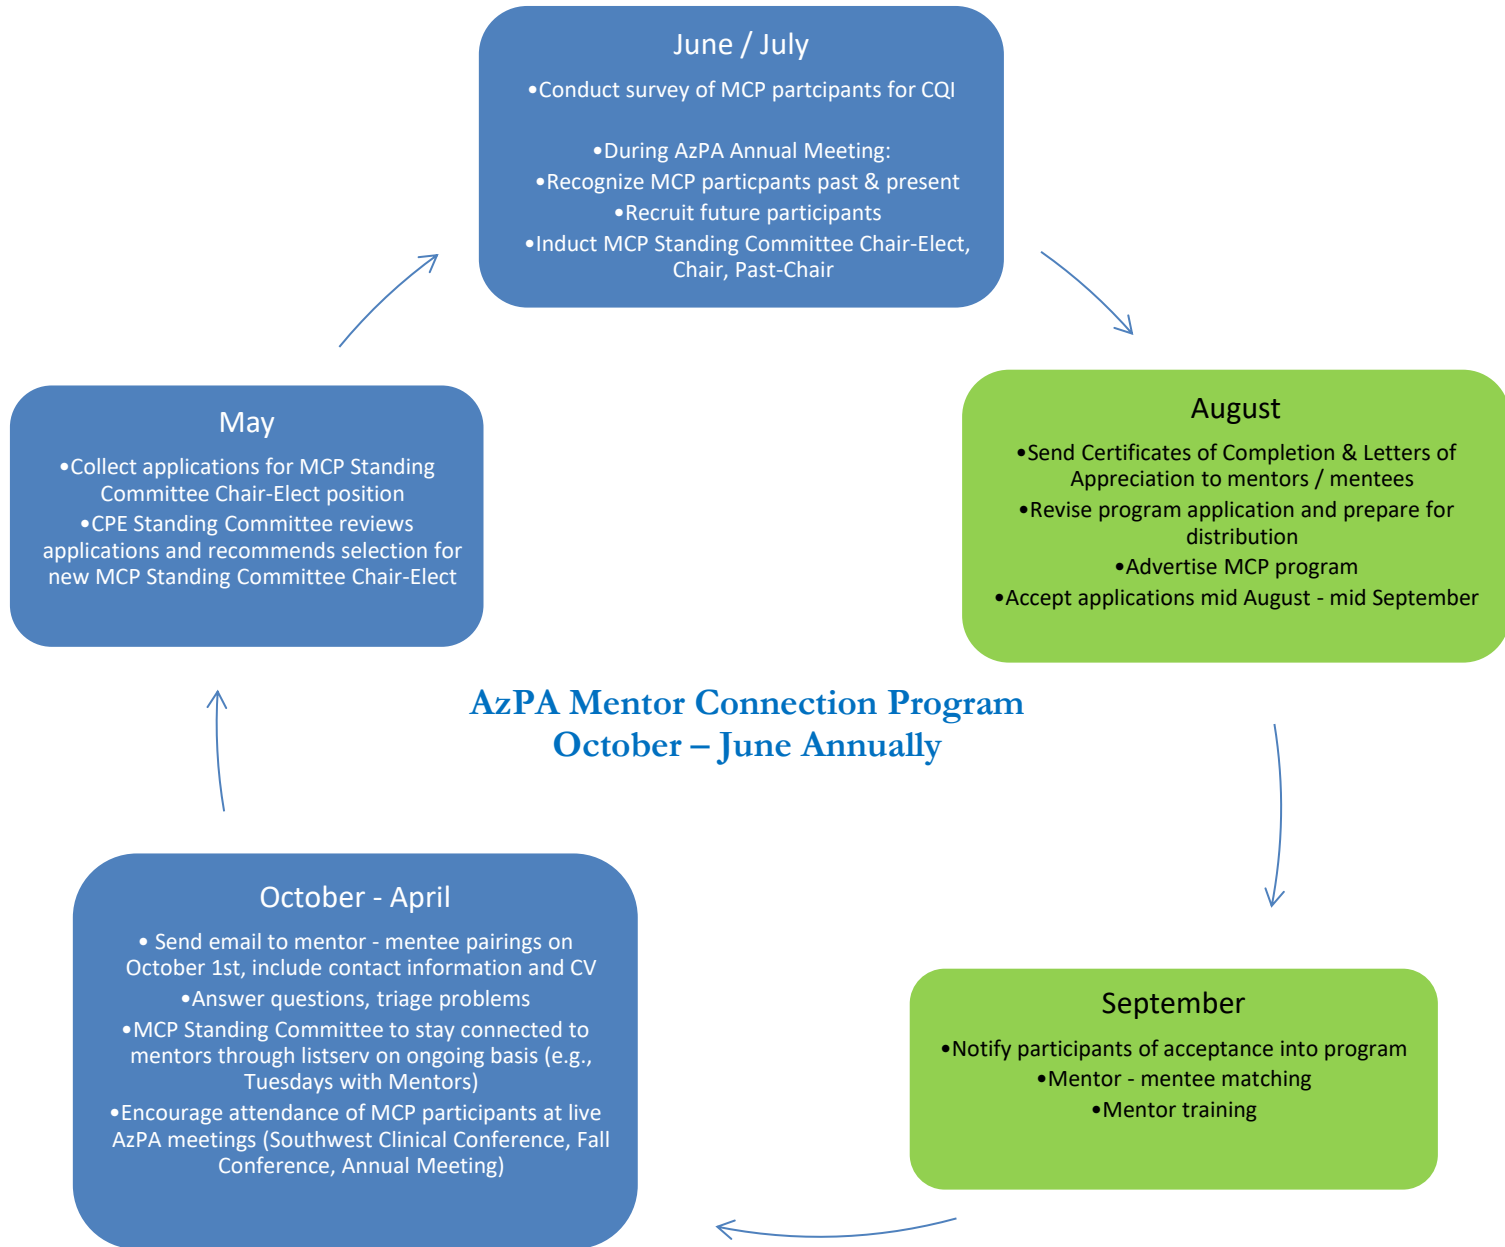 June / July
•Conduct survey of MCP partcipants for CQI
•During AzPA Annual Meeting:
•Recognize MCP particpants past & present
•Recruit future participants
•Induct MCP Standing Committee Chair-Elect,
Chair, Past-Chair
August
•Send Certificates of Completion & Letters of
Appreciation to mentors / mentees
•Revise program application and prepare for
distribution
•Advertise MCP program
•Accept applications mid August - mid September
September
•Notify participants of acceptance into program
•Mentor - mentee matching
•Mentor training
October - April
• Send email to mentor - mentee pairings on
October 1st, include contact information and CV
•Answer questions, triage problems
•MCP Standing Committee to stay connected to
mentors through listserv on ongoing basis (e.g.,
Tuesdays with Mentors)
•Encourage attendance of MCP participants at live
AzPA meetings (Southwest Clinical Conference, Fall
Conference, Annual Meeting)
May
•Collect applications for MCP Standing
Committee Chair-Elect position
•CPE Standing Committee reviews
applications and recommends selection for
new MCP Standing Committee Chair-Elect
AzPA Mentor Connection Program
October – June Annually